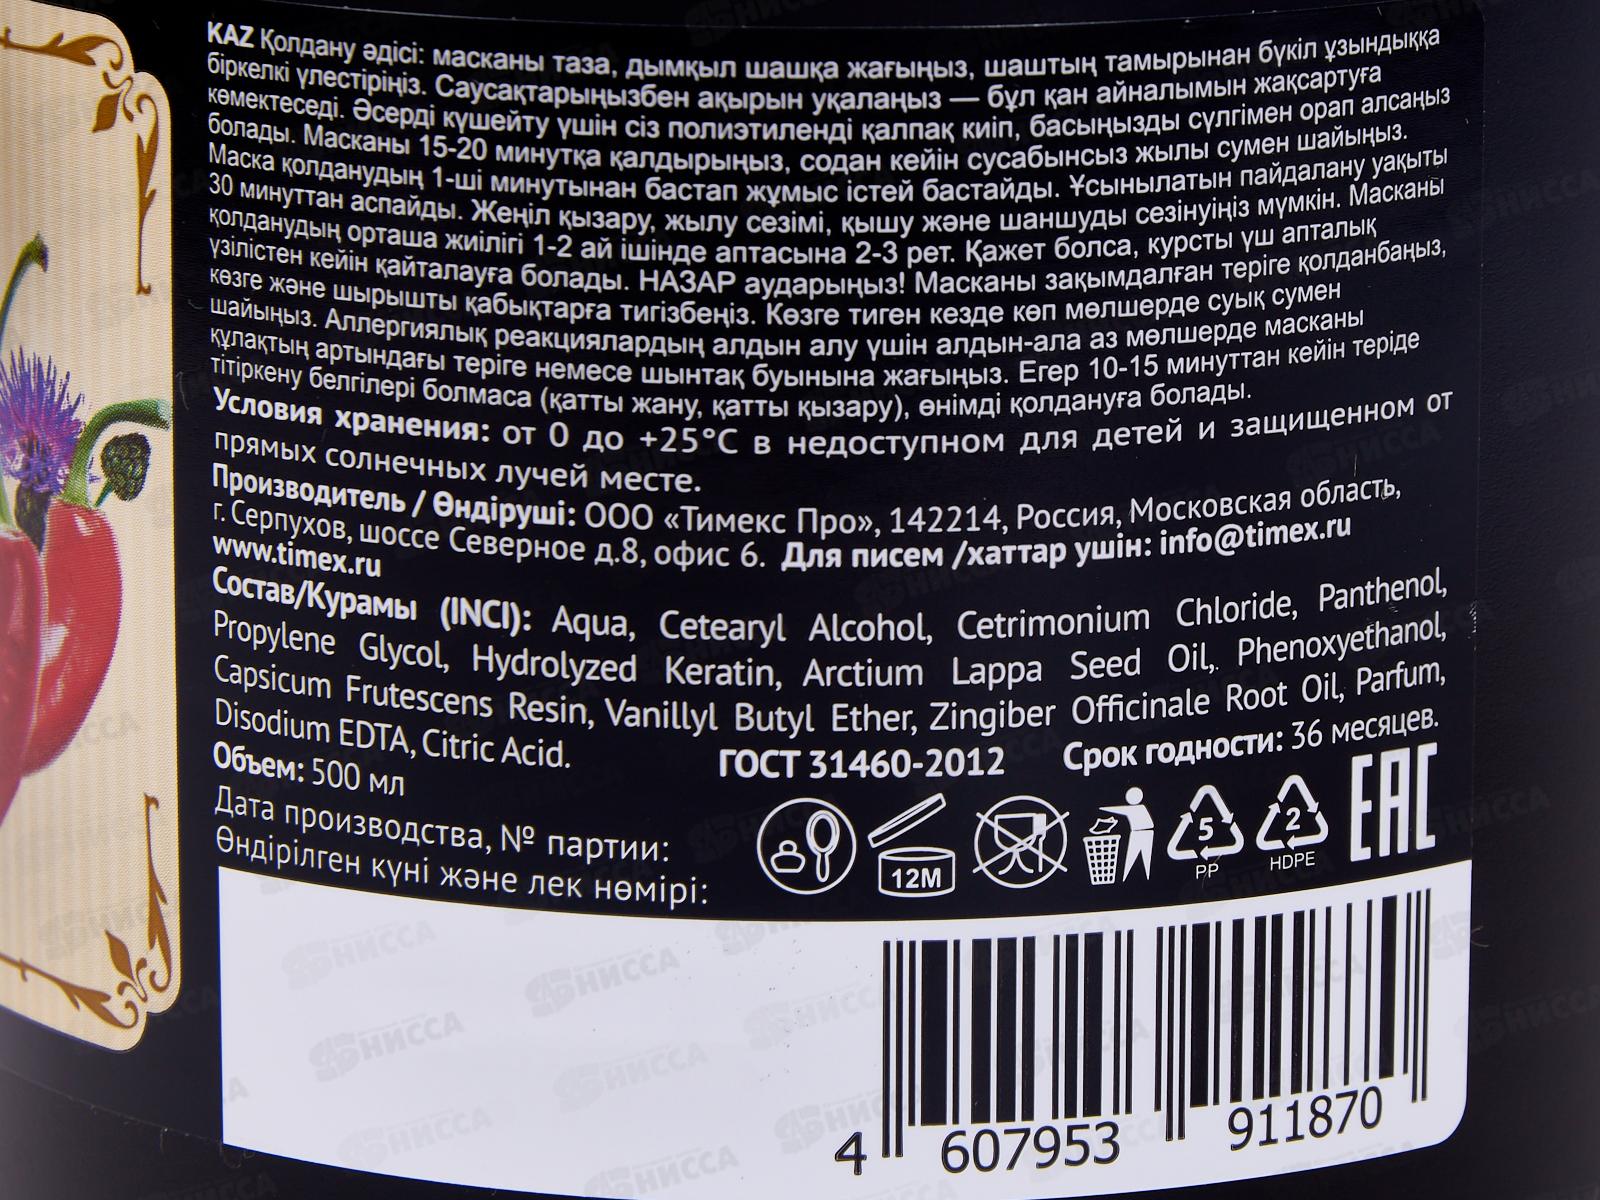 KAZ Қолдану әдісі: масканы таза, дымқыл шашқа жағыңыз, шаштың тамырынан бүкіл ұзындыққа
біркелкі үлестіріңіз. Саусақтарыңызбен ақырын уқалаңыз — бұл қан айналымын жақсартуға
көмектеседі. Әсерді күшейту үшін сіз полиэтиленді қалпақ киіп, басыңызды сүлгімен орап алсаңыз
болады. Масканы 15-20 минутқа қалдырыңыз, содан кейін сусабынсыз жылы сумен шайыңыз.
Маска қолданудың 1-ші минутынан бастап жұмыс істей бастайды. Ұсынылатын пайдалану уақыты
30 минуттан аспайды. Жеңіл қызару, жылу сезімі, қышу және шаншуды сезінуіңіз мүмкін. Масканы
қолданудың орташа жиілігі 1-2 ай ішінде аптасына 2-3 рет. Қажет болса, курсты үш апталық
үзілістен кейін қайталауға болады. НАЗАР аударыңыз! Масканы зақымдалған теріге қолданбаңыз,
көзге және шырышты қабықтарға тигізбеңіз. Көзге тиген кезде көп мөлшерде суық сумен
шайыңыз. Аллергиялық реакциялардың алдын алу үшін алдын-ала аз мөлшерде масканы
құлақтың артындағы теріге немесе шынтақ буынына жағыңыз. Егер 10-15 минуттан кейін теріде
тітіркену белгілері болмаса (қатты жану, қатты қызару), өнімді қолдануға болады.
Условия хранения: от 0 до +25°С в недоступном для детей и защищенном от
прямых солнечных лучей месте.
Производитель / Өндіруші: ООО «Тимекс Про», 142214, Россия, Московская область,
г. Серпухов, шоссе Северное д.8, офис 6. Для писем /хаттар үшін: info@timex.ru
www.timex.ru
Состав/Құрамы (INCI): Aqua, Cetearyl Alcohol, Cetrimonium Chloride, Panthenol,
Propylene Glycol, Hydrolyzed Keratin, Arctium Lappa Seed Oil, Phenoxyethanol,
Capsicum Frutescens Resin, Vanillyl Butyl Ether, Zingiber Officinale Root Oil, Parfum,
Disodium EDTA, Citric Acid.
ГОСТ 31460-2012 Срок годности: 36 месяцев.
Объем: 500 мл
Дата производства, № партии:
Өндірілген күні және лек нөмірі:
12M
5
PP
2
HDPE
EAC
4 607953 911870
НИССА